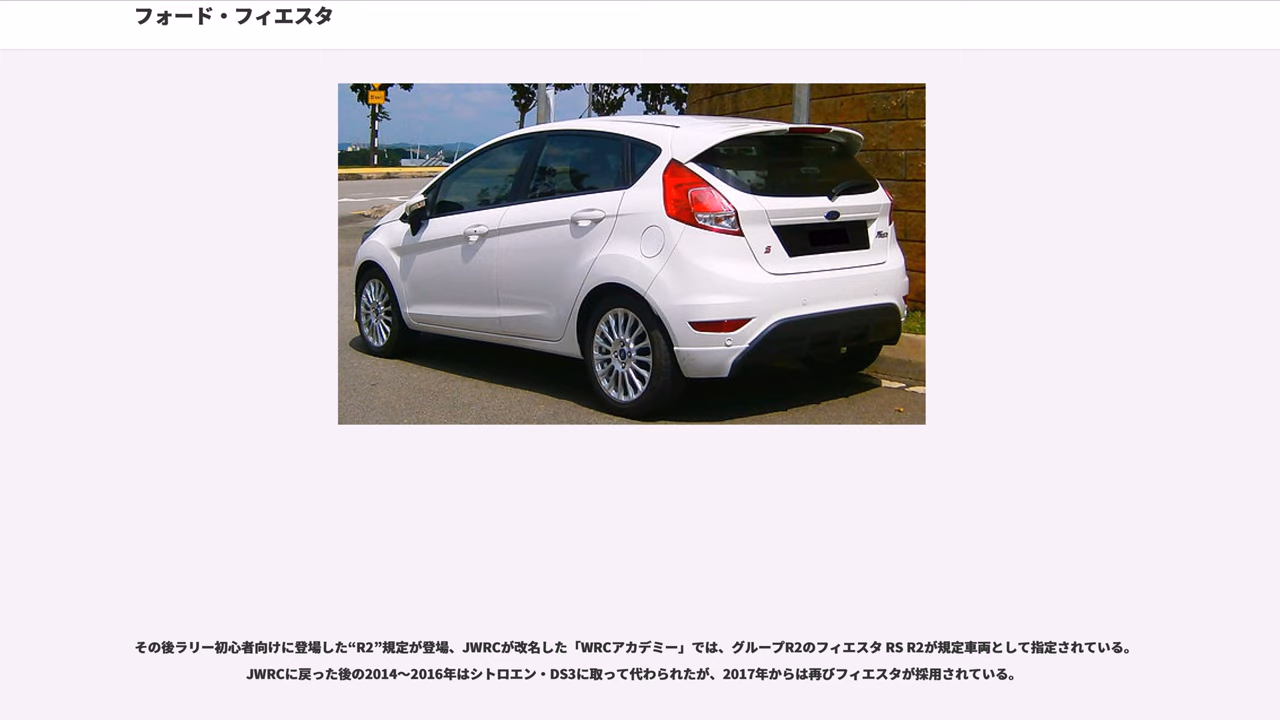 フォード・フィエスタ
その後ラリー初心者向けに登場した“R2”規定が登場、JWRCが改名した「WRCアカデミー」では、グループR2のフィエスタ RS R2が規定車両として指定されている。
JWRCに戻った後の2014〜2016年はシトロエン・DS3に取って代わられたが、2017年からは再びフィエスタが採用されている。